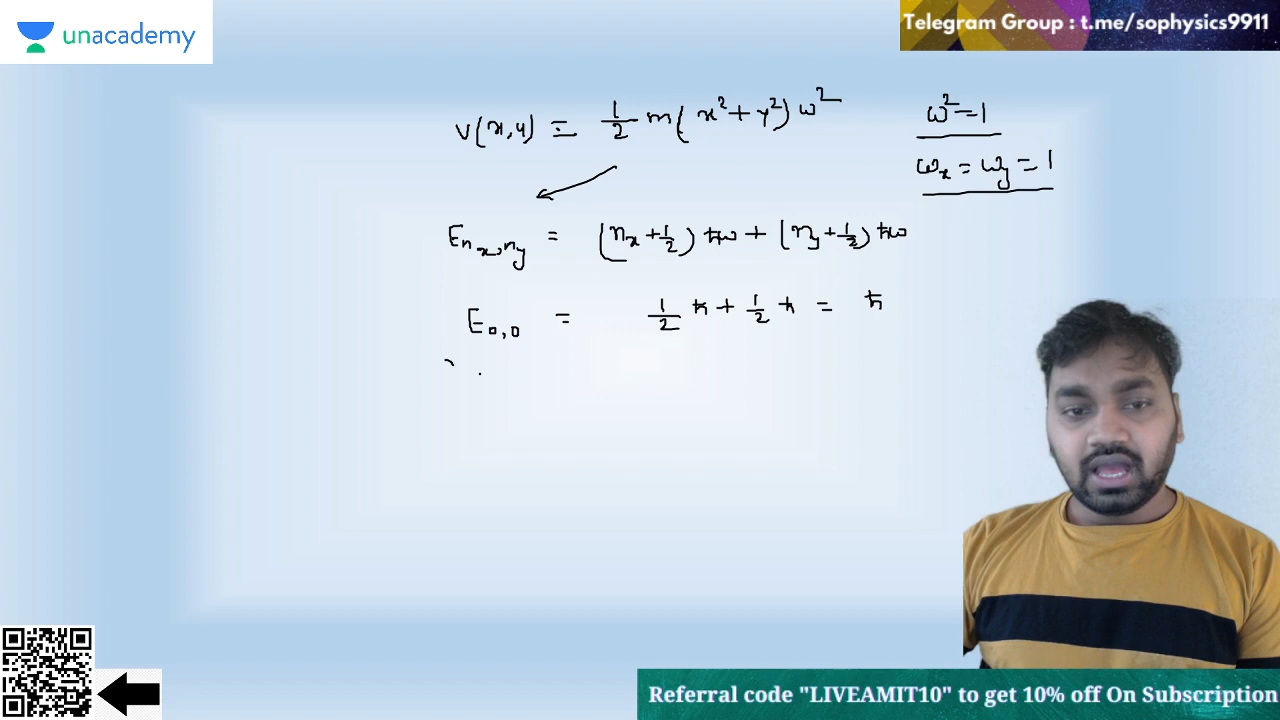 unacademy
Telegram Group : t.me/sophysics9911
v(x,y) = 1/2 m(x²+y²)ω²
ω²=1
ωx = ωy = 1
Enx,ny = (nx+1/2)ħω + (ny+1/2)ħω
E0,0 = 1/2 ħ + 1/2 ħ = ħ
Referral code "LIVEAMIT10" to get 10% off On Subscription